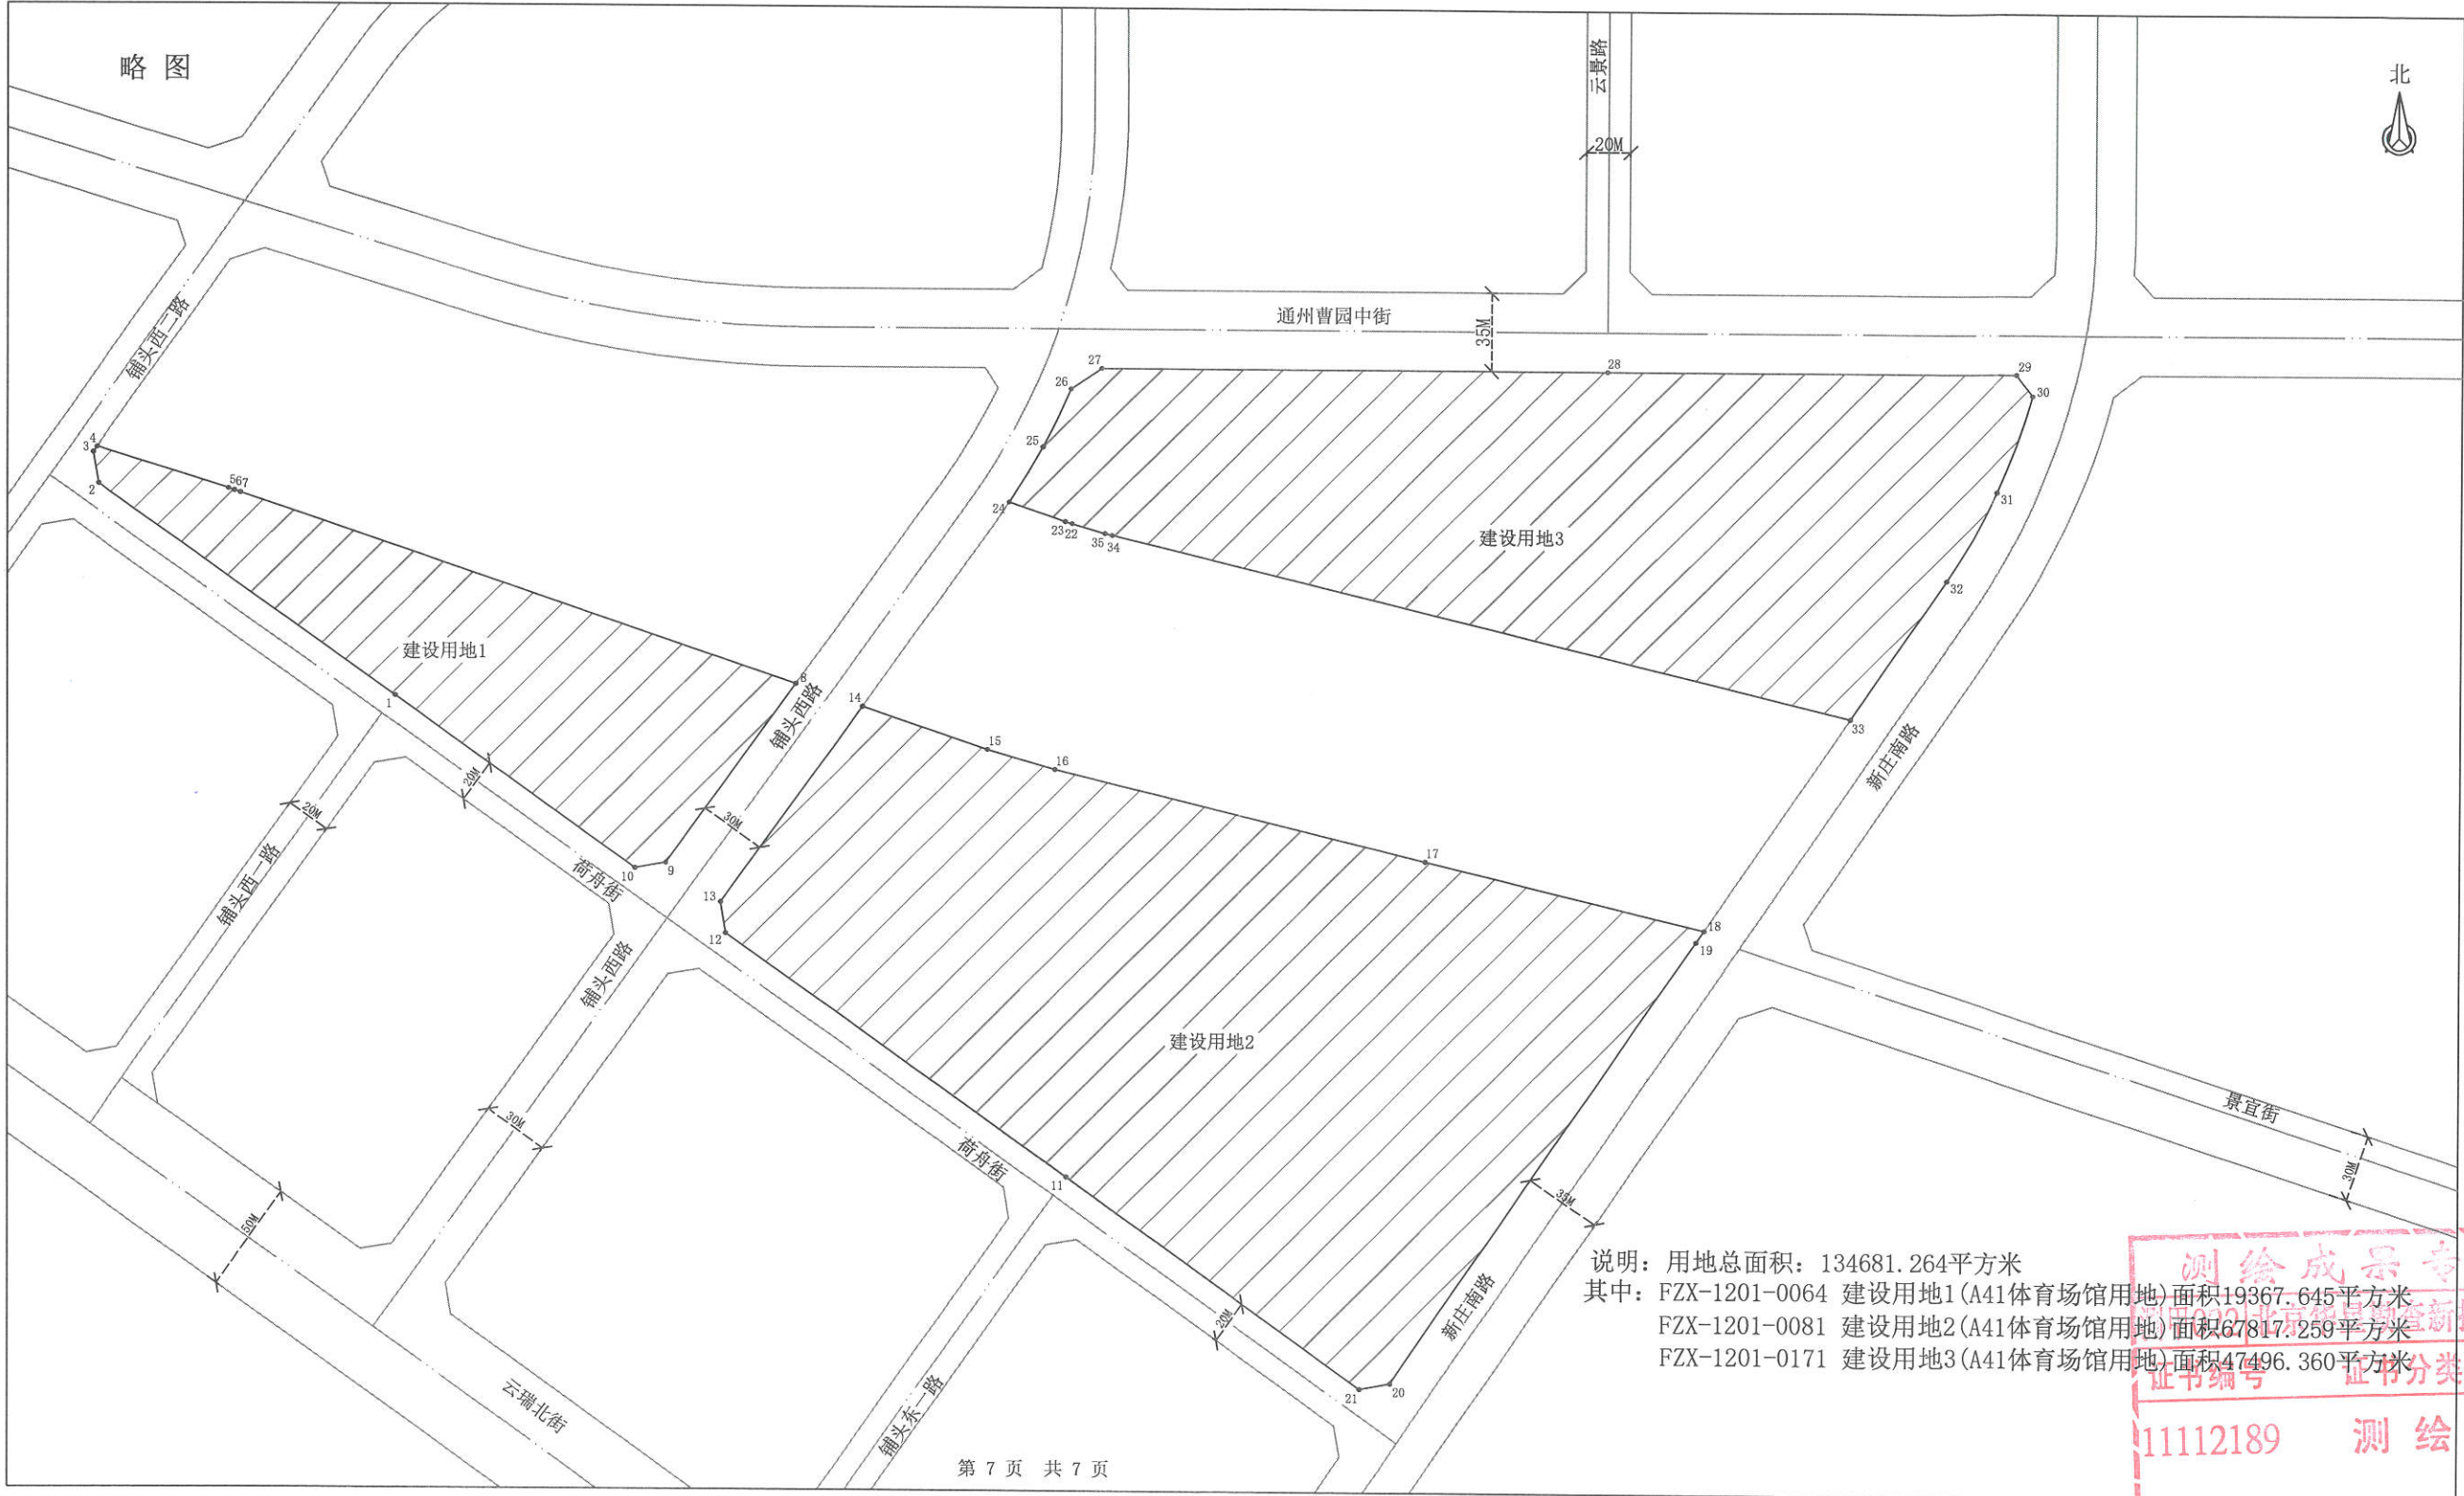 略 图
北
云景路
20M
通州曹园中街
35M
铺头西二路
27
28
29
26
30
25
4
3
2
5 6 7
24
23 22
35 34
31
建设用地3
32
建设用地1
1
8
铺头西路
14
33
15
16
新庄南路
20M
20M
30M
17
铺头西一路
荷舟街
10
9
13
12
18
19
铺头西路
建设用地2
30M
荷舟街
11
景宜街
30M
50M
35M
说明：用地总面积：134681.264平方米
其中：FZX-1201-0064 建设用地1(A41体育场馆用地)面积19367.645平方米
FZX-1201-0081 建设用地2(A41体育场馆用地)面积67817.259平方米
FZX-1201-0171 建设用地3(A41体育场馆用地)面积47496.360平方米
新庄南路
20M
21
20
云瑞北街
铺头东一路
第 7 页 共 7 页
测绘成果专
证书编号 证书分类
11112189 测 绘